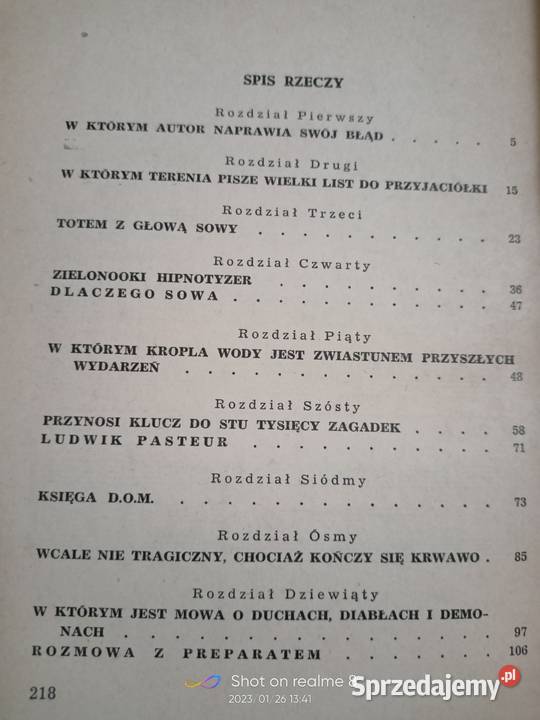 SPIS RZECZY
Rozdział Pierwszy
W KTÓRYM AUTOR NAPRAWIA SWÓJ BŁĄD . . . . . 5
Rozdział Drugi
W KTÓRYM TERENIA PISZE WIELKI LIST DO PRZYJACIÓŁKI 15
Rozdział Trzeci
TOTEM Z GŁOWĄ SOWY . . . . . . . . . . 23
Rozdział Czwarty
ZIELONOOKI HIPNOTYZER . . . . . . . . . 36
DLACZEGO SOWA . . . . . . . . . . . 47
Rozdział Piąty
W KTÓRYM KROPLA WODY JEST ZWIASTUNEM PRZYSZŁYCH
WYDARZEŃ . . . . . . . . . . . . 48
Rozdział Szósty
PRZYNOSI KLUCZ DO STU TYSIĘCY ZAGADEK . . . . 58
LUDWIK PASTEUR . . . . . . . . . . 71
Rozdział Siódmy
KSIĘGA D.O.M. . . . . . . . . . . . . 73
Rozdział Ósmy
WCALE NIE TRAGICZNY, CHOCIAŻ KOŃCZY SIĘ KRWAWO . 85
Rozdział Dziewiąty
W KTÓRYM JEST MOWA O DUCHACH, DIABŁACH I DEMO-
NACH . . . . . . . . . . . . . . 97
ROZMOWA Z PREPARATEM . . . . . . . . 106
218
Shot on realme 8
2023/01/26 13:41
Sprzedajemy.pl